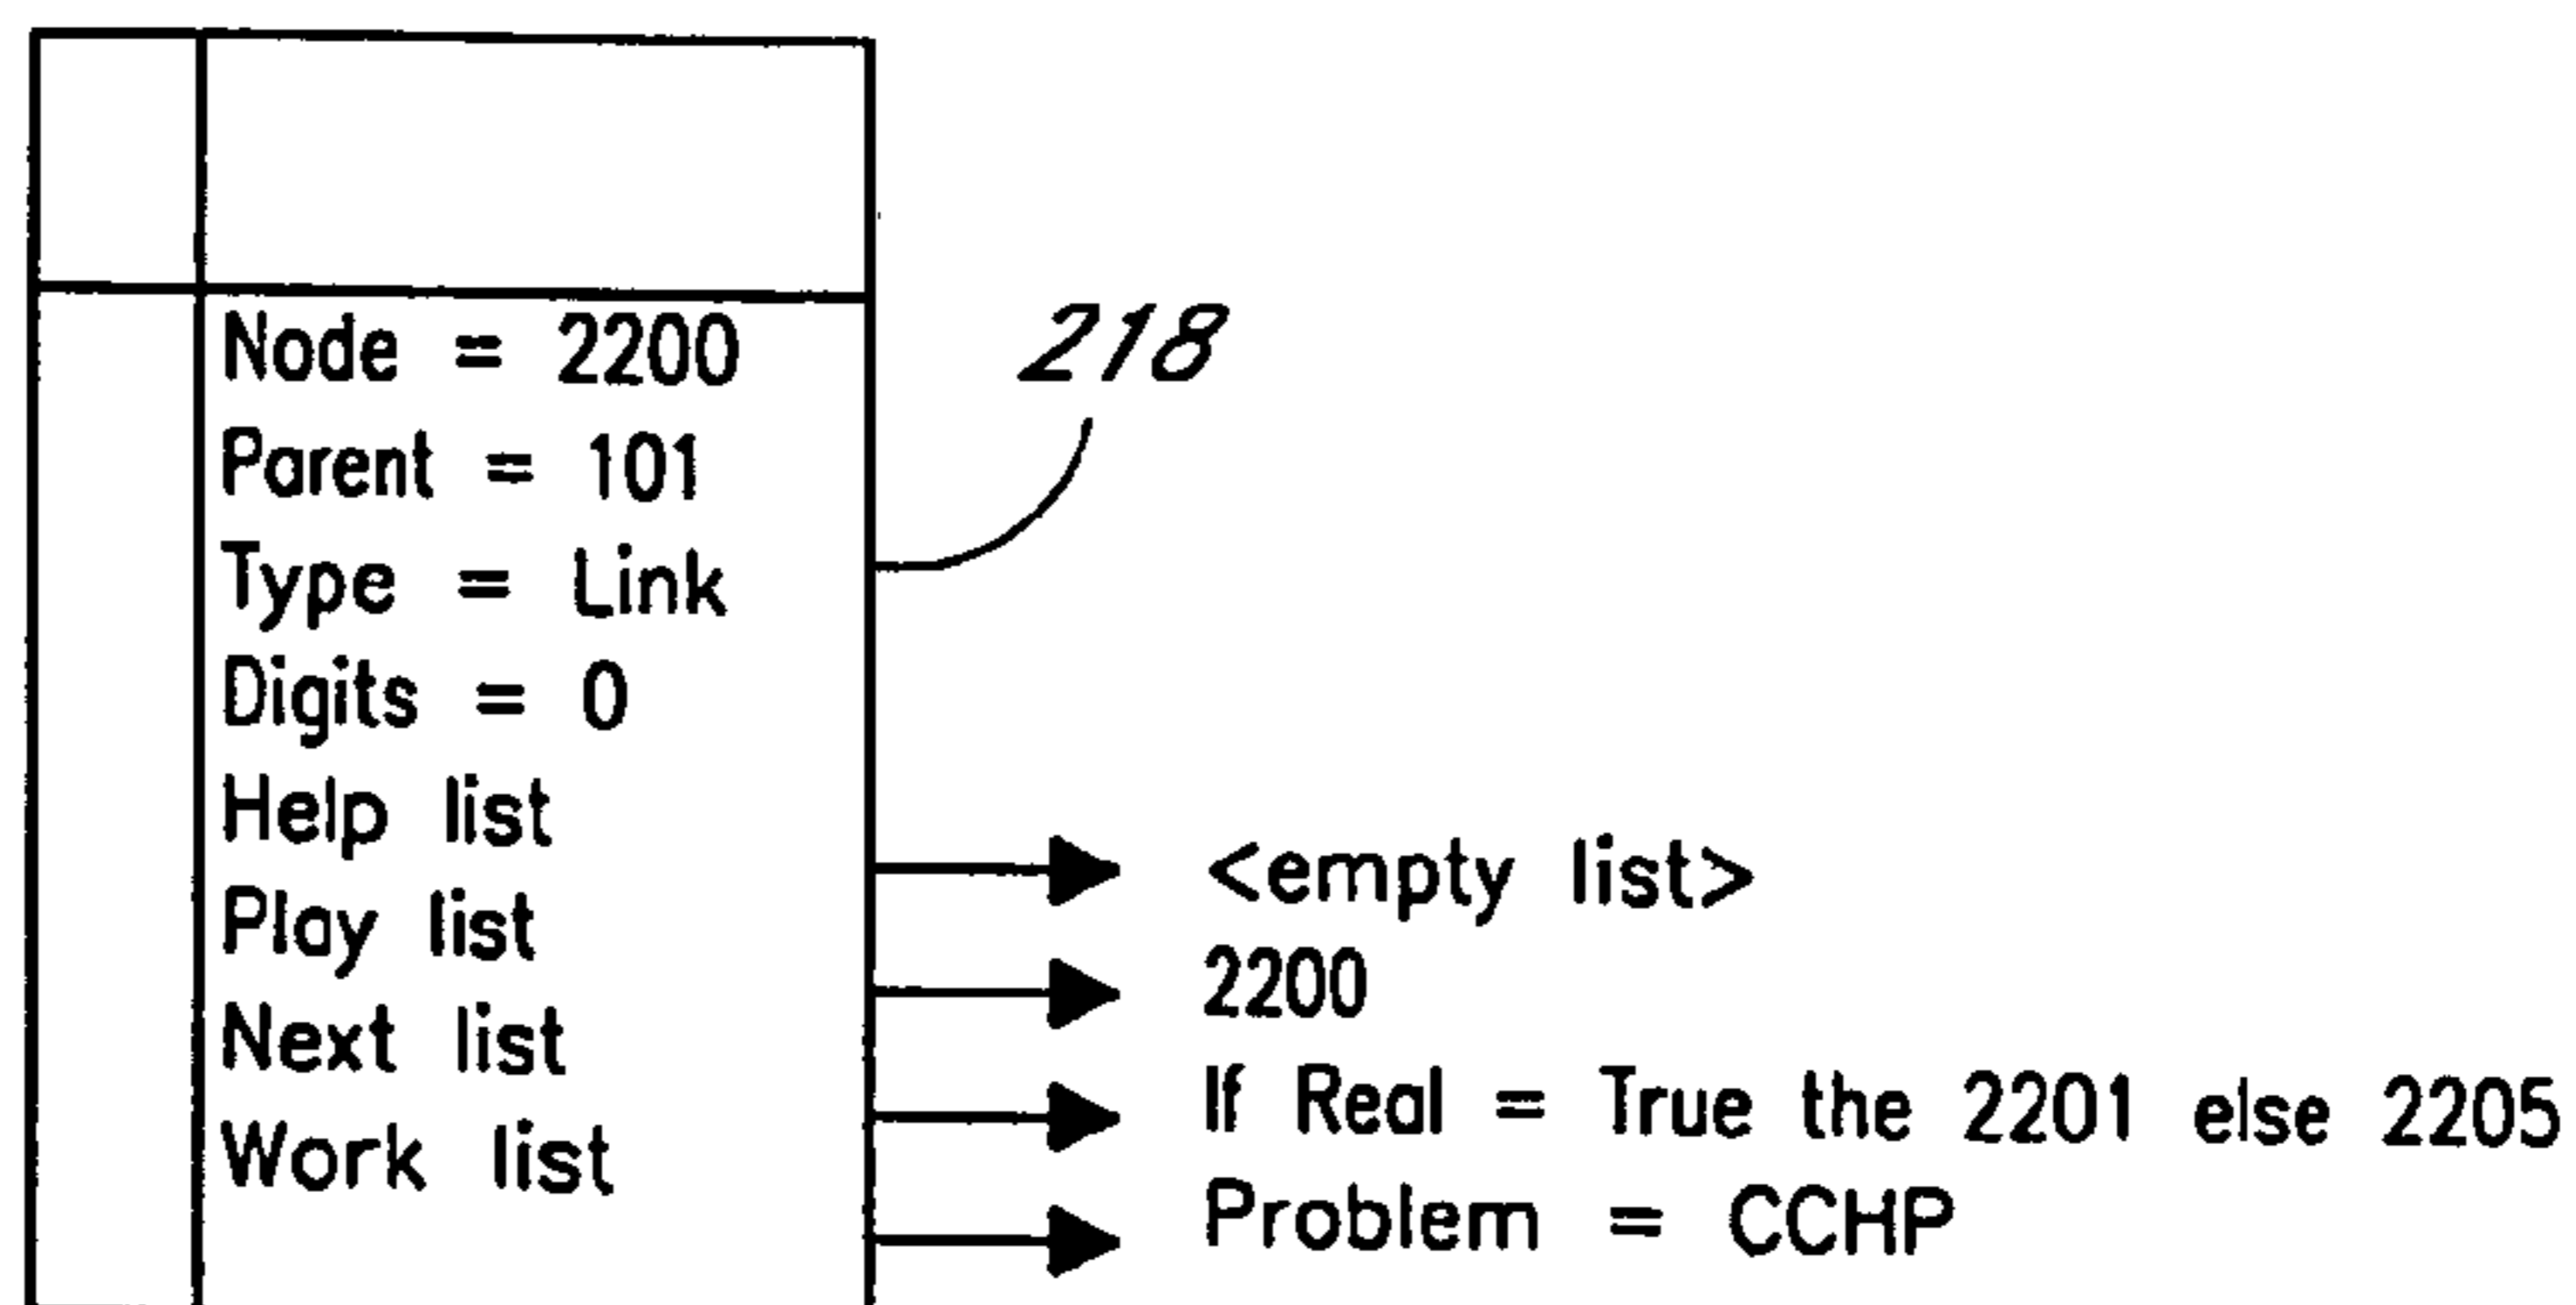 Node = 2200
218
Parent = 101
Type = Link
Digits = 0
Help list
<empty list>
Play list
2200
Next list
If Real = True the 2201 else 2205
Work list
Problem = CCHP